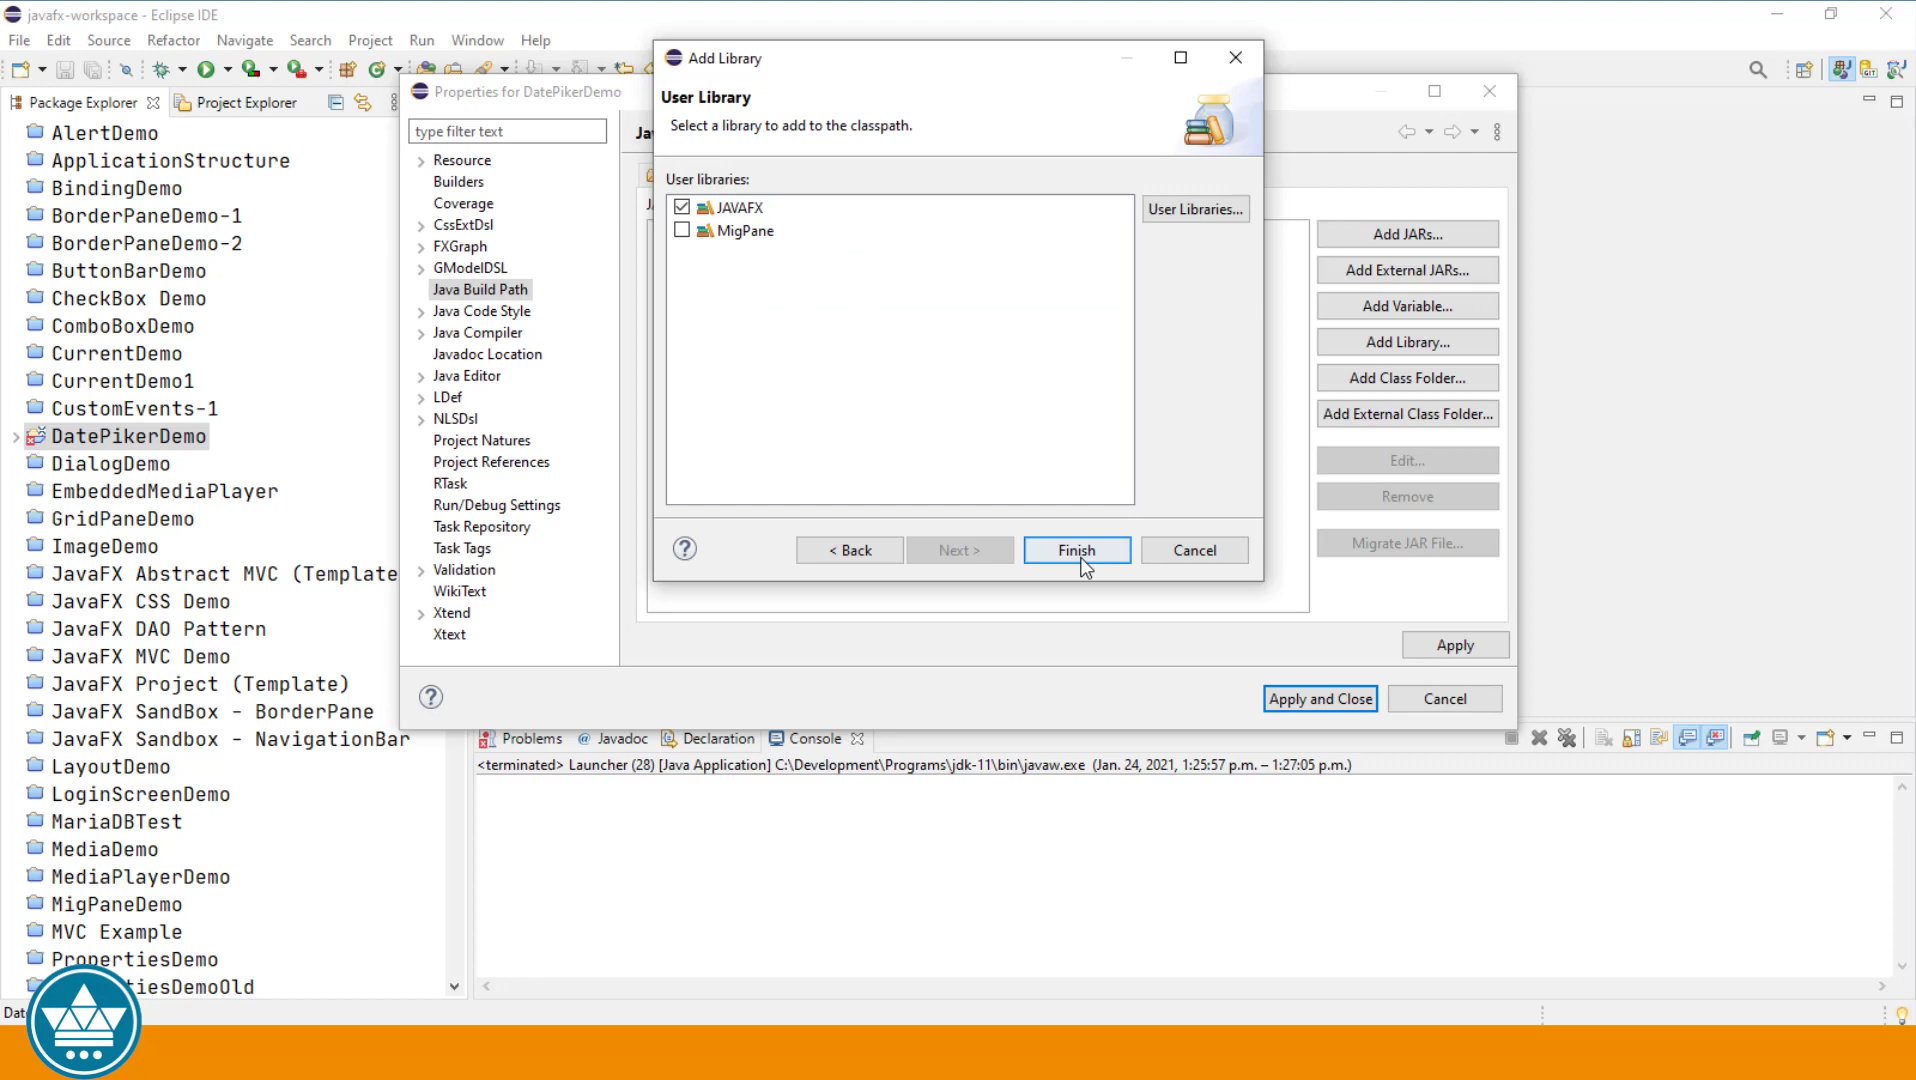 javafx-workspace - Eclipse IDE
File Edit Source Refactor Navigate Search Project Run Window Help
Package Explorer
Project Explorer
AlertDemo
ApplicationStructure
BindingDemo
BorderPaneDemo-1
BorderPaneDemo-2
ButtonBarDemo
CheckBox Demo
ComboBoxDemo
CurrentDemo
CurrentDemo1
CustomEvents-1
DatePikerDemo
DialogDemo
EmbeddedMediaPlayer
GridPaneDemo
ImageDemo
JavaFX Abstract MVC (Template
JavaFX CSS Demo
JavaFX DAO Pattern
JavaFX MVC Demo
JavaFX Project (Template)
JavaFX SandBox - BorderPane
JavaFX Sandbox - NavigationBar
LayoutDemo
LoginScreenDemo
MariaDBTest
MediaDemo
MediaPlayerDemo
MigPaneDemo
MVC Example
PropertiesDemo
tiesDemoOld
Dat
Properties for DatePikerDemo
type filter text
Resource
Builders
Coverage
CssExtDsl
FXGraph
GModelDSL
Java Build Path
Java Code Style
Java Compiler
Javadoc Location
Java Editor
LDef
NLSDsl
Project Natures
Project References
RTask
Run/Debug Settings
Task Repository
Task Tags
Validation
WikiText
Xtend
Xtext
Ja
Add JARs...
Add External JARs...
Add Variable...
Add Library...
Add Class Folder...
Add External Class Folder...
Edit...
Remove
Migrate JAR File...
Apply
Apply and Close
Cancel
Add Library
User Library
Select a library to add to the classpath.
User libraries:
JAVAFX
MigPane
User Libraries...
< Back
Next >
Finish
Cancel
Problems
@ Javadoc
Declaration
Console
<terminated> Launcher (28) [Java Application] C:\Development\Programs\jdk-11\bin\javaw.exe (Jan. 24, 2021, 1:25:57 p.m. – 1:27:05 p.m.)